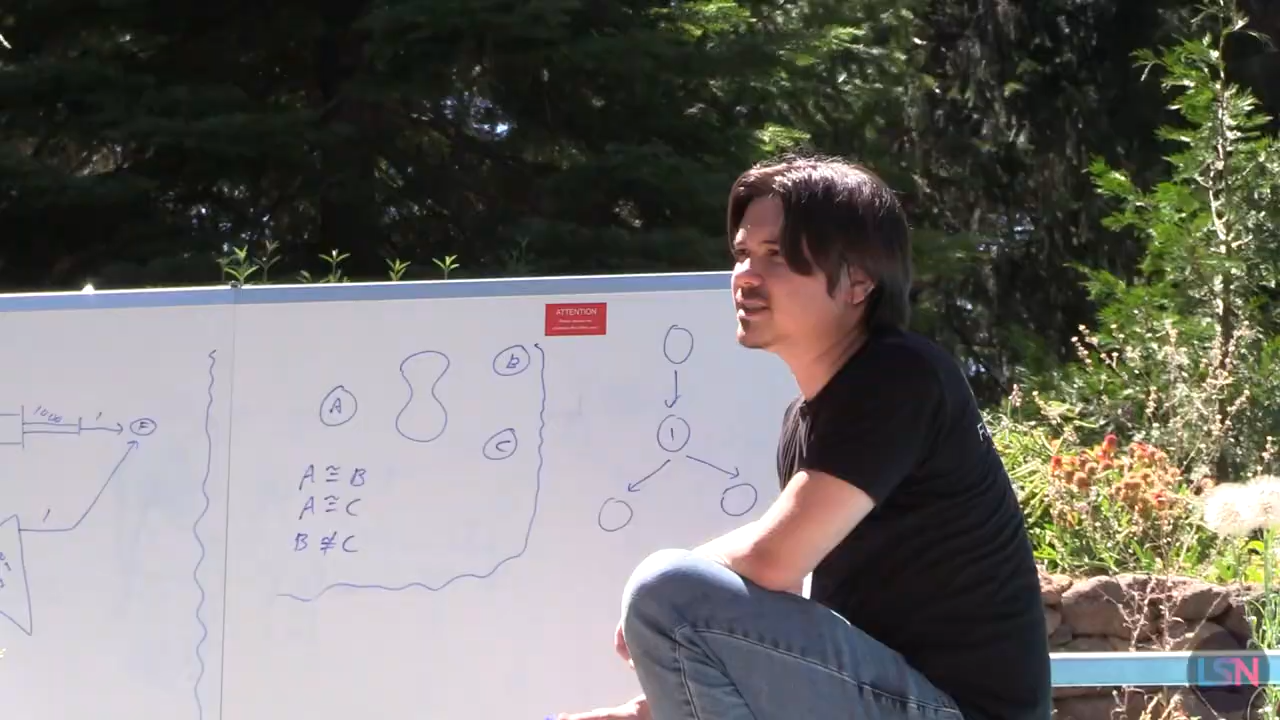 ATTENTION
B
A
1000
1
F
C
1
A ≅ B
A ≅ C
B ≇ C
1
LSN